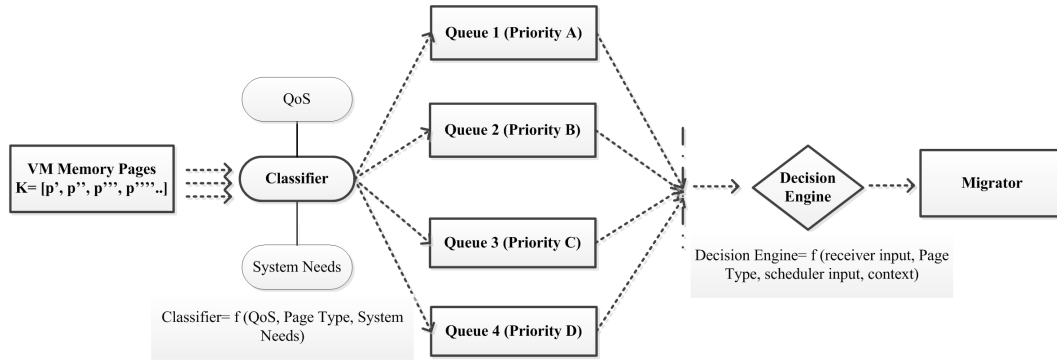 VM Memory Pages
K= [p’, p’’, p’’’, p’’’’..]
QoS
Classifier
System Needs
Classifier= f (QoS, Page Type, System
Needs)
Queue 1 (Priority A)
Queue 2 (Priority B)
Queue 3 (Priority C)
Queue 4 (Priority D)
Decision
Engine
Decision Engine= f (receiver input, Page
Type, scheduler input, context)
Migrator